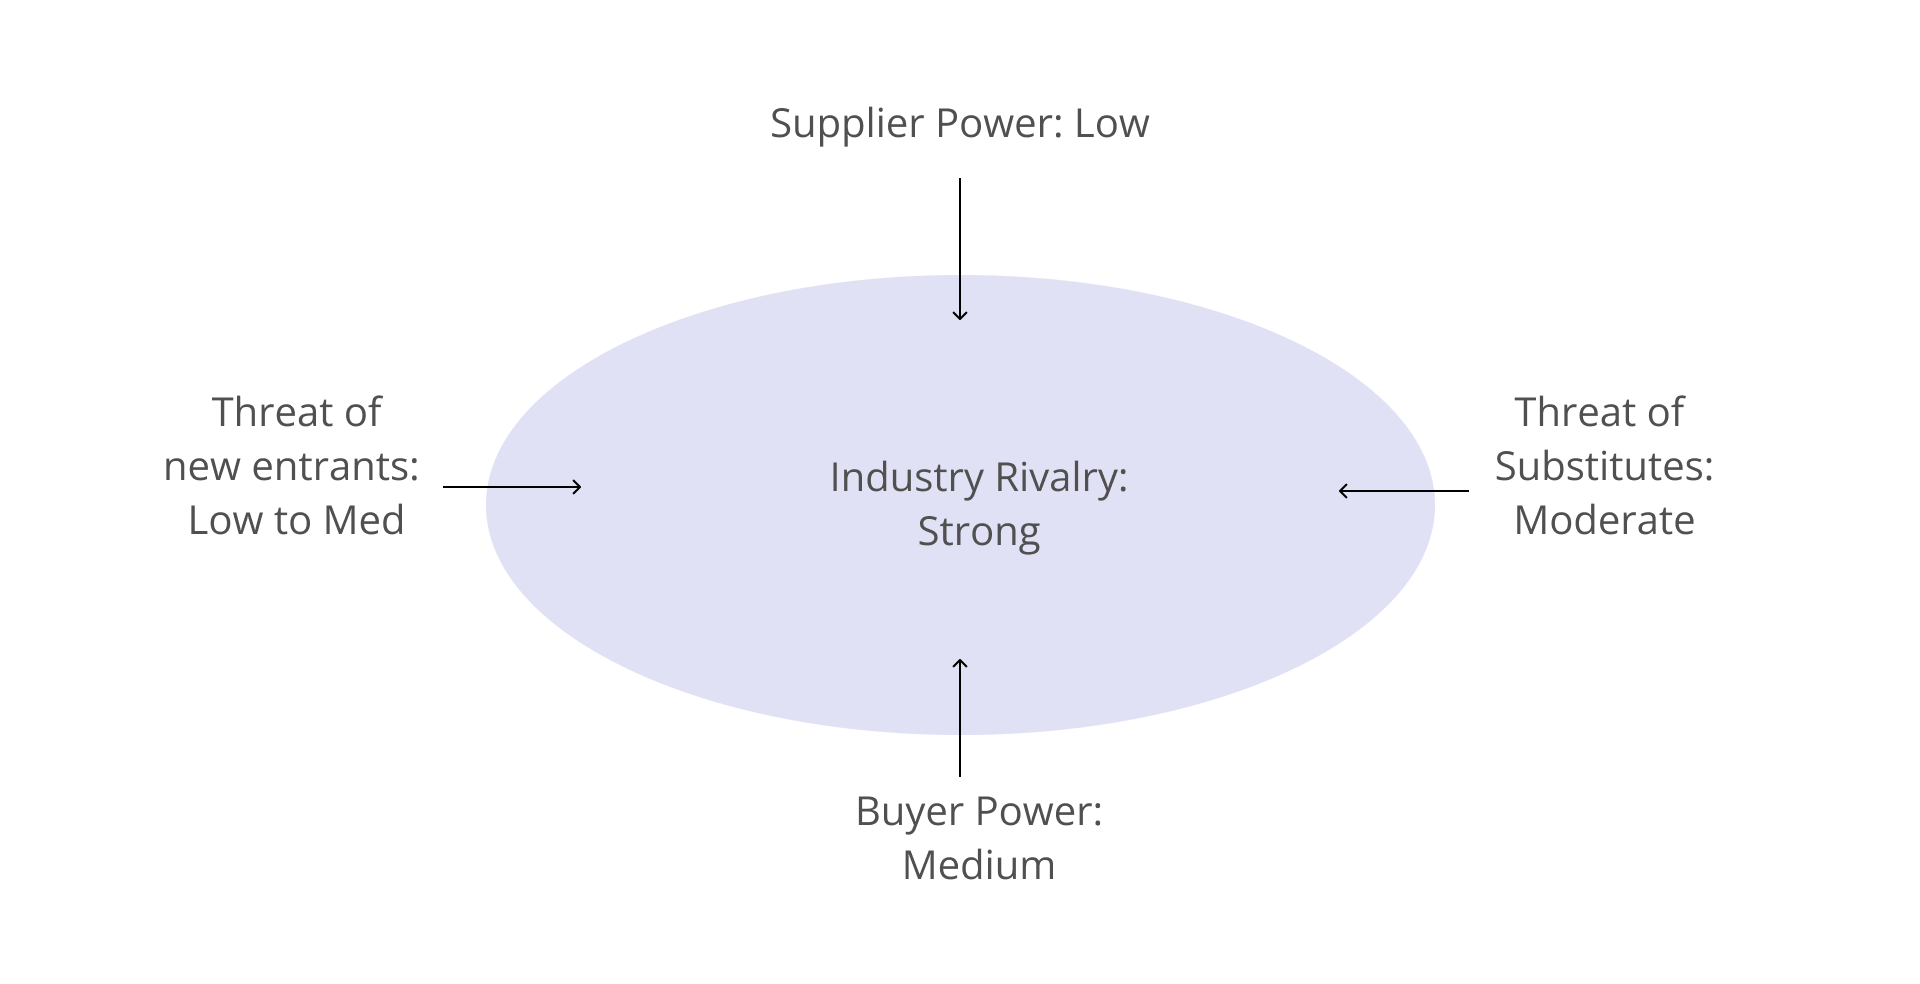 Supplier Power: Low
Threat of
new entrants:
Low to Med
Industry Rivalry:
Strong
Threat of
Substitutes:
Moderate
Buyer Power:
Medium